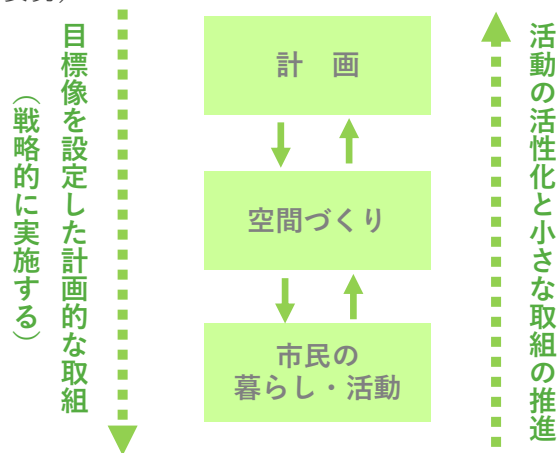 目標像を設定した計画的な取組
（戦略的に実施する）
計　画
空間づくり
市民の
暮らし・活動
活動の活性化と小さな取組の推進